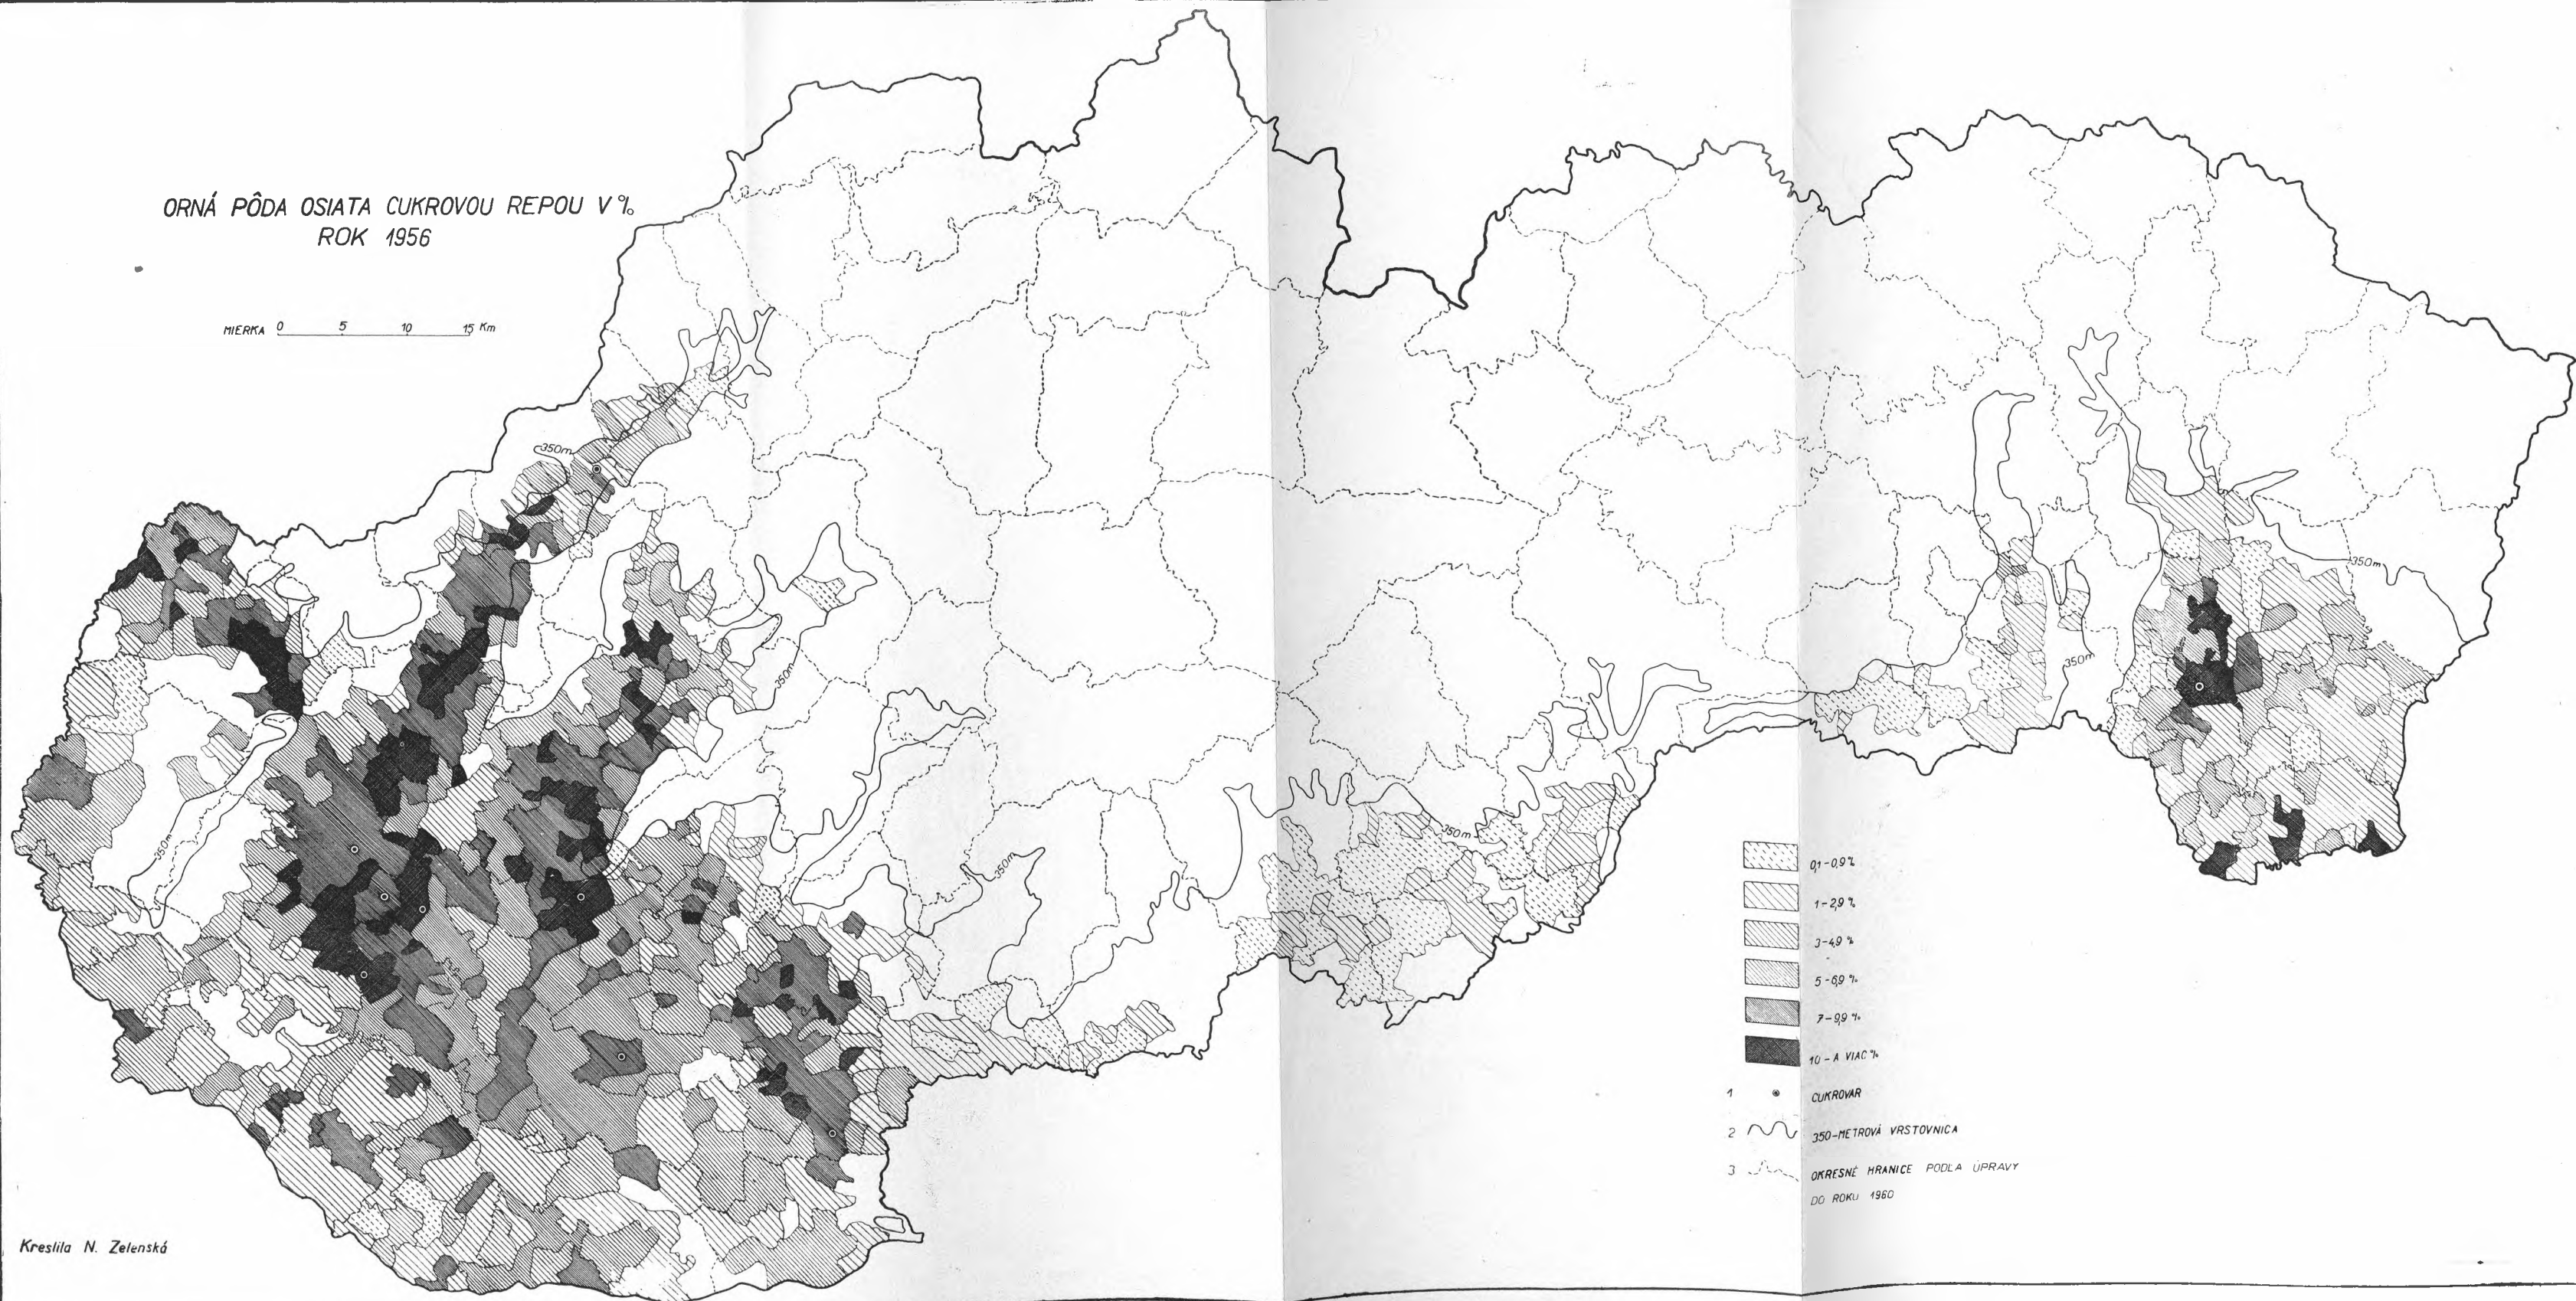 ORNÁ PÔDA OSIATA CUKROVOU REPOU V %
ROK 1956
MIERKA 0 5 10 15 Km
350m
350m
350m
350m
350m
350m
350m
0,1-0,9%
1-2,9%
3-4,9%
5-6,9%
7-9,9%
10-A VIAC %
1 CUKROVAR
2 350-METROVÁ VRSTOVNICA
3 OKRESNÉ HRANICE PODĽA ÚPRAVY
DO ROKU 1960
Kreslila N. Zelenská